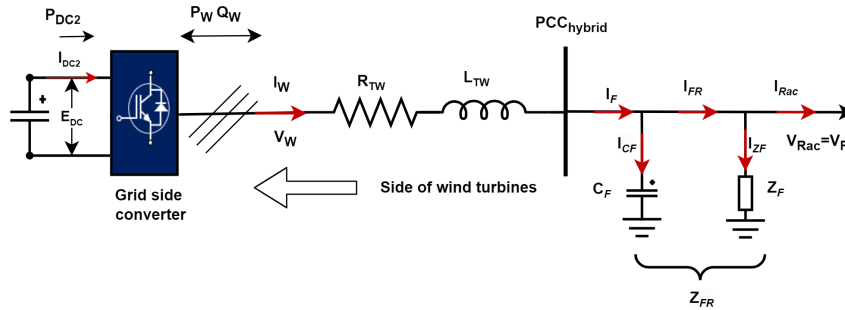 P_DC2
P_W Q_W
PCC_hybrid
I_DC2
I_W
R_TW
L_TW
I_F
I_FR
I_Rac
+
E_DC
V_W
I_CF
I_ZF
V_Rac=V_F
Grid side
converter
Side of wind turbines
C_F
+
Z_F
Z_FR